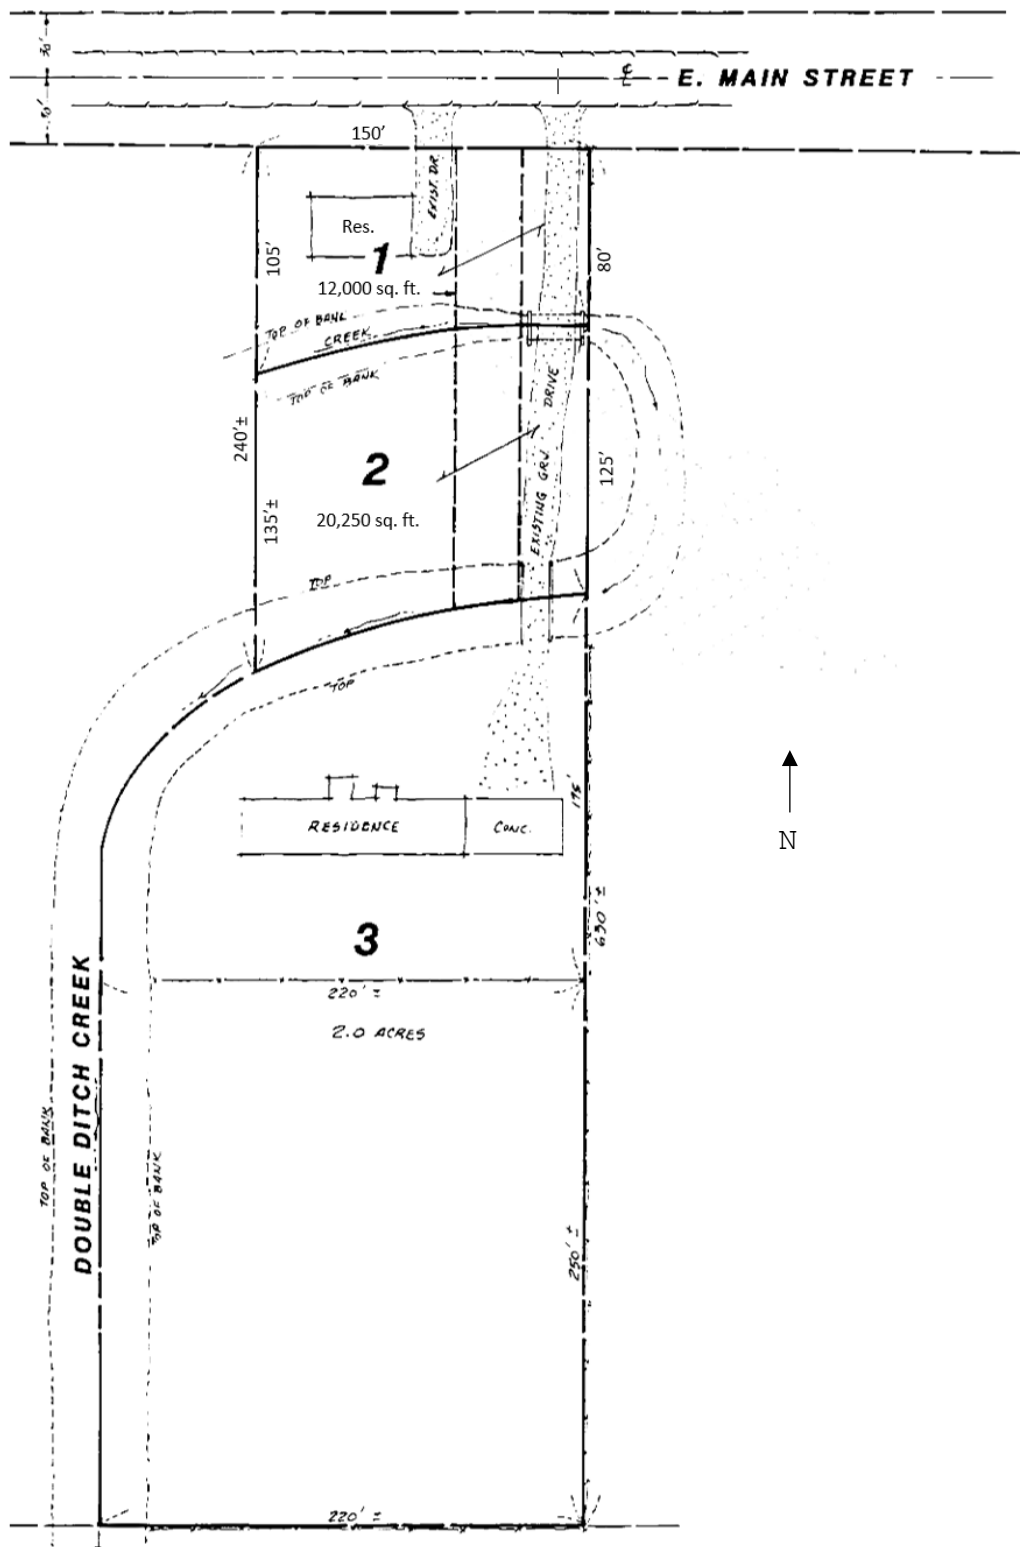 30'
30'
℄
E. MAIN STREET
150'
EXIST. DR.
Res.
1
105'
80'
12,000 sq. ft.
TOP OF BANK
CREEK
TOP OF BANK
DRIVE
EXISTING GRV
240'±
2
125'
135'±
20,250 sq. ft.
TOP
TOP
175'
N
RESIDENCE
CONC.
690'±
3
220' ±
2.0 ACRES
DOUBLE DITCH CREEK
TOP OF BANK
TOP OF BANK
250' ±
220' ±